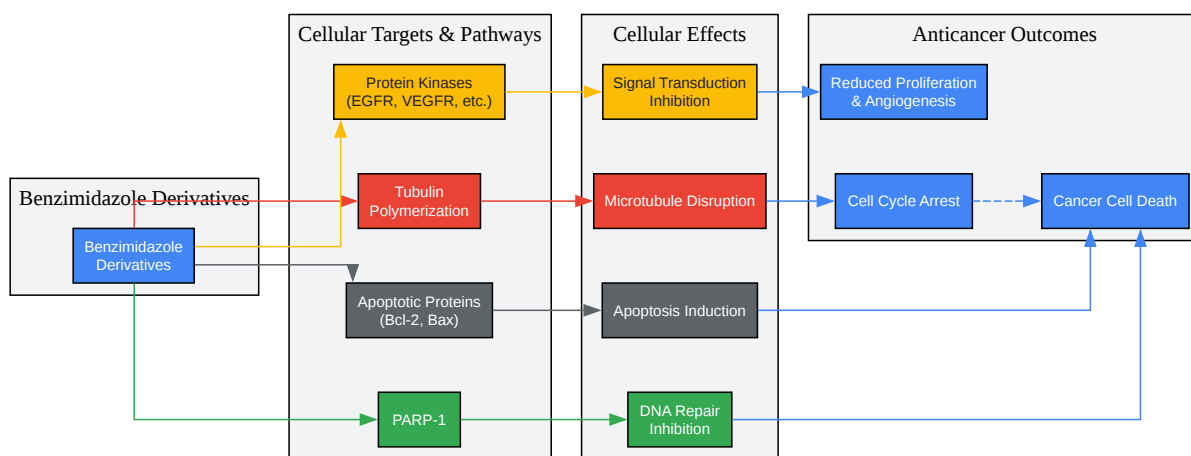 Cellular Targets & Pathways
Cellular Effects
Anticancer Outcomes
Protein Kinases
(EGFR, VEGFR, etc.)
Signal Transduction
Inhibition
Reduced Proliferation
& Angiogenesis
Benzimidazole Derivatives
Tubulin
Polymerization
Microtubule Disruption
Cell Cycle Arrest
Cancer Cell Death
Benzimidazole
Derivatives
Apoptotic Proteins
(Bcl-2, Bax)
Apoptosis Induction
PARP-1
DNA Repair
Inhibition